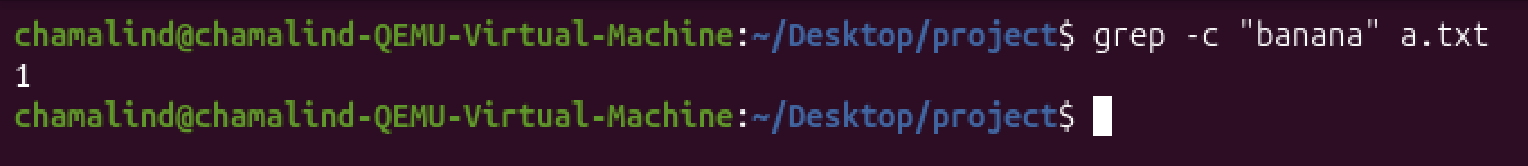 chamalind@chamalind-QEMU-Virtual-Machine:~/Desktop/project$ grep -c "banana" a.txt
1
chamalind@chamalind-QEMU-Virtual-Machine:~/Desktop/project$